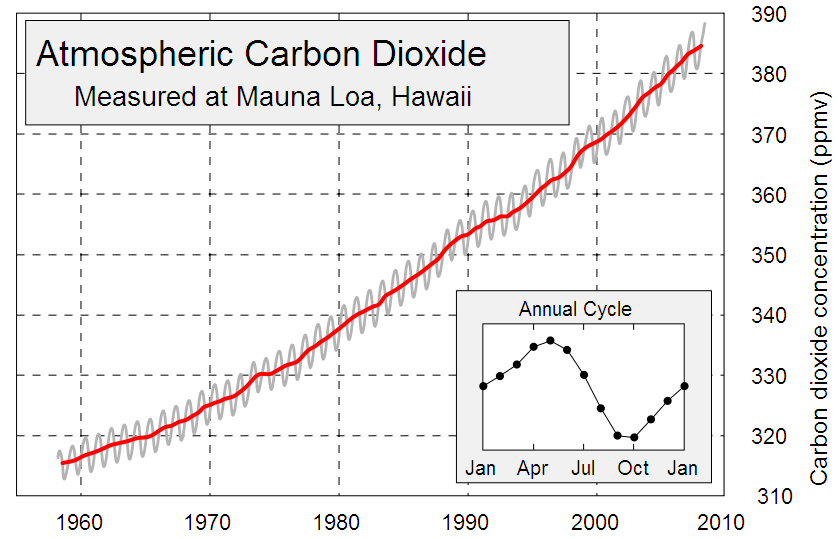 Atmospheric Carbon Dioxide
Measured at Mauna Loa, Hawaii
390
380
370
360
350
340
330
320
310
Carbon dioxide concentration (ppmv)
Annual Cycle
Jan Apr Jul Oct Jan
1960 1970 1980 1990 2000 2010